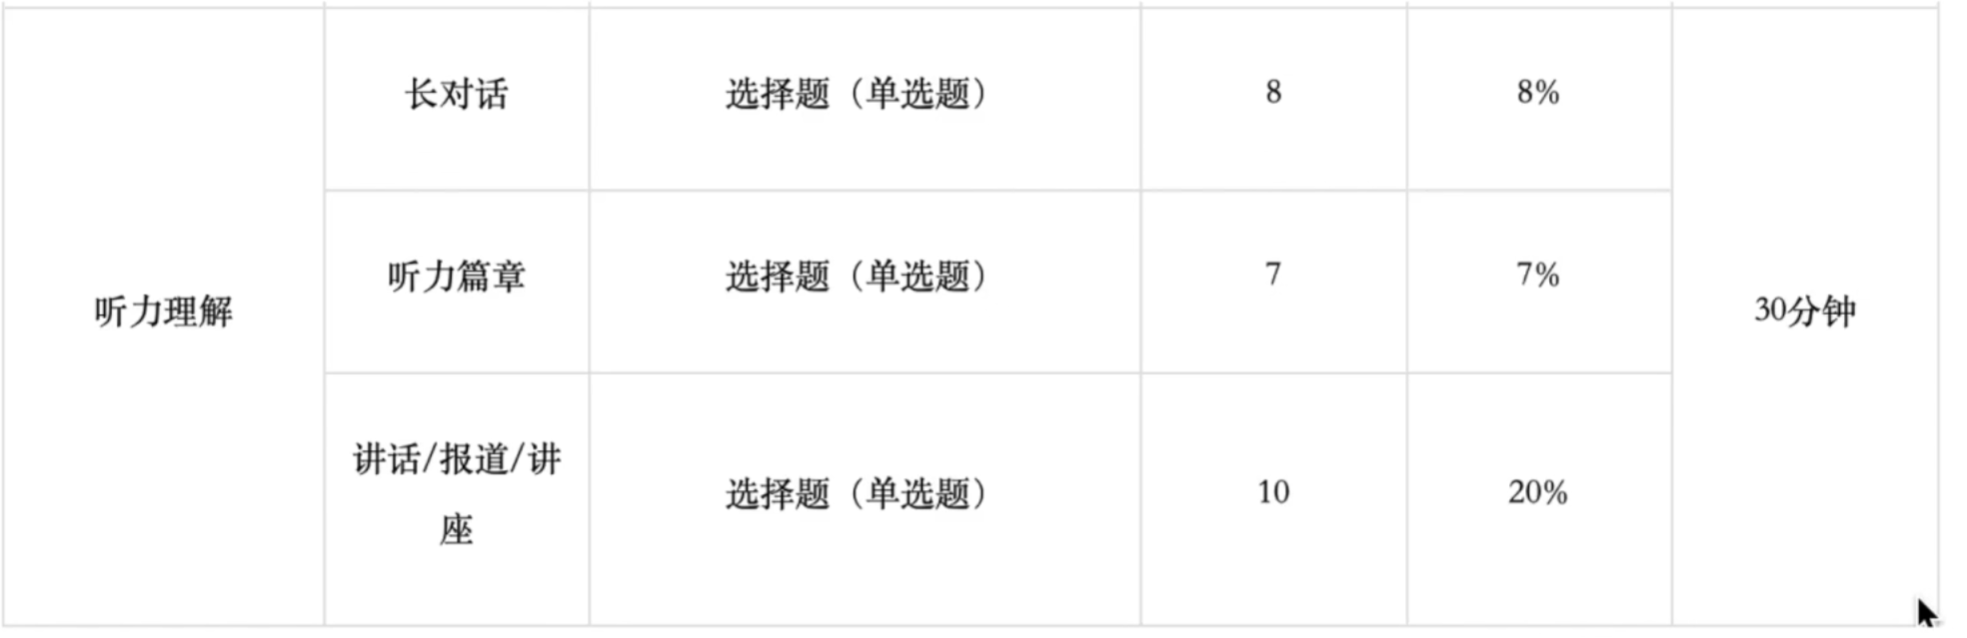 长对话
选择题（单选题）
8
8%
听力篇章
选择题（单选题）
7
7%
听力理解
30分钟
讲话/报道/讲
座
选择题（单选题）
10
20%